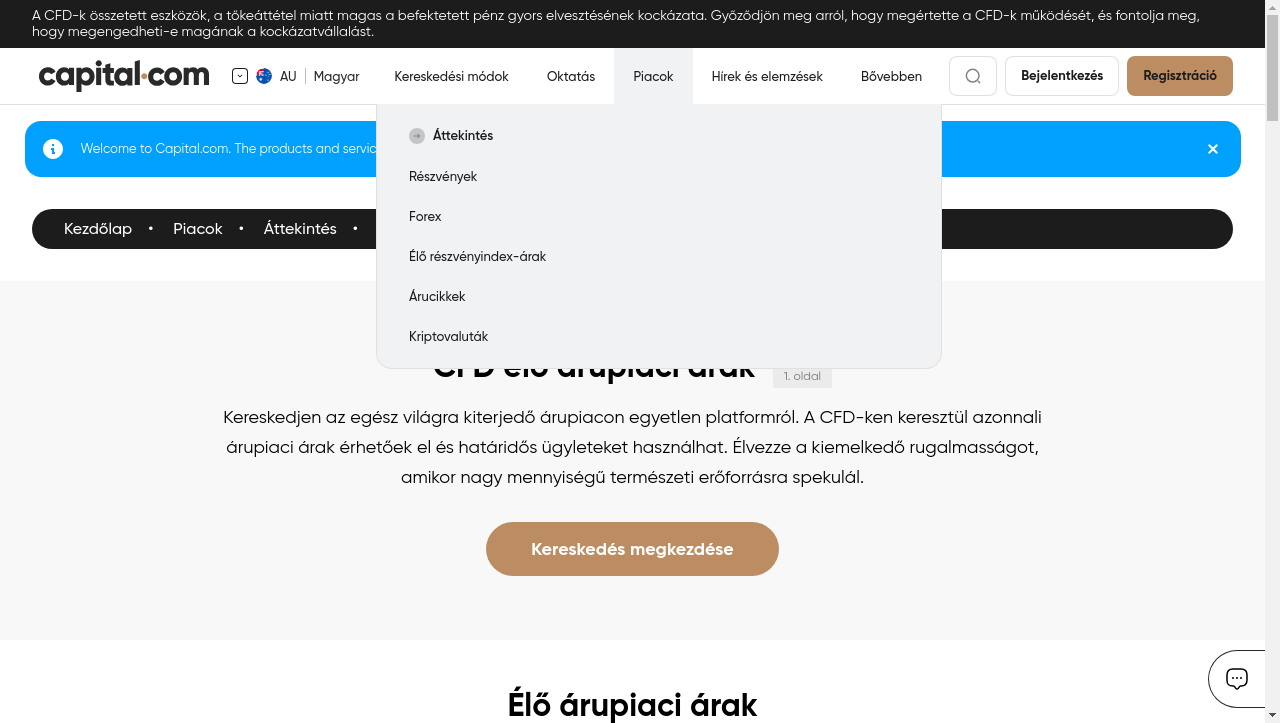 A CFD-k összetett eszközök, a tőkeáttétel miatt magas a befektetett pénz gyors elvesztésének kockázata. Győződjön meg arról, hogy megértette a CFD-k működését, és fontolja meg,
hogy megengedheti-e magának a kockázatvállalást.
capital.com AU Magyar Kereskedési módok Oktatás Piacok Hírek és elemzések Bővebben Bejelentkezés Regisztráció
Áttekintés
Welcome to Capital.com. The products and servic
Részvények
Forex
Kezdőlap • Piacok • Áttekintés •
Élő részvényindex-árak
Árucikkek
Kriptovaluták
CFD élő árupiaci árak 1. oldal
Kereskedjen az egész világra kiterjedő árupiacon egyetlen platformról. A CFD-ken keresztül azonnali
árupiaci árak érhetőek el és határidős ügyleteket használhat. Élvezze a kiemelkedő rugalmasságot,
amikor nagy mennyiségű természeti erőforrásra spekulál.
Kereskedés megkezdése
Élő árupiaci árak